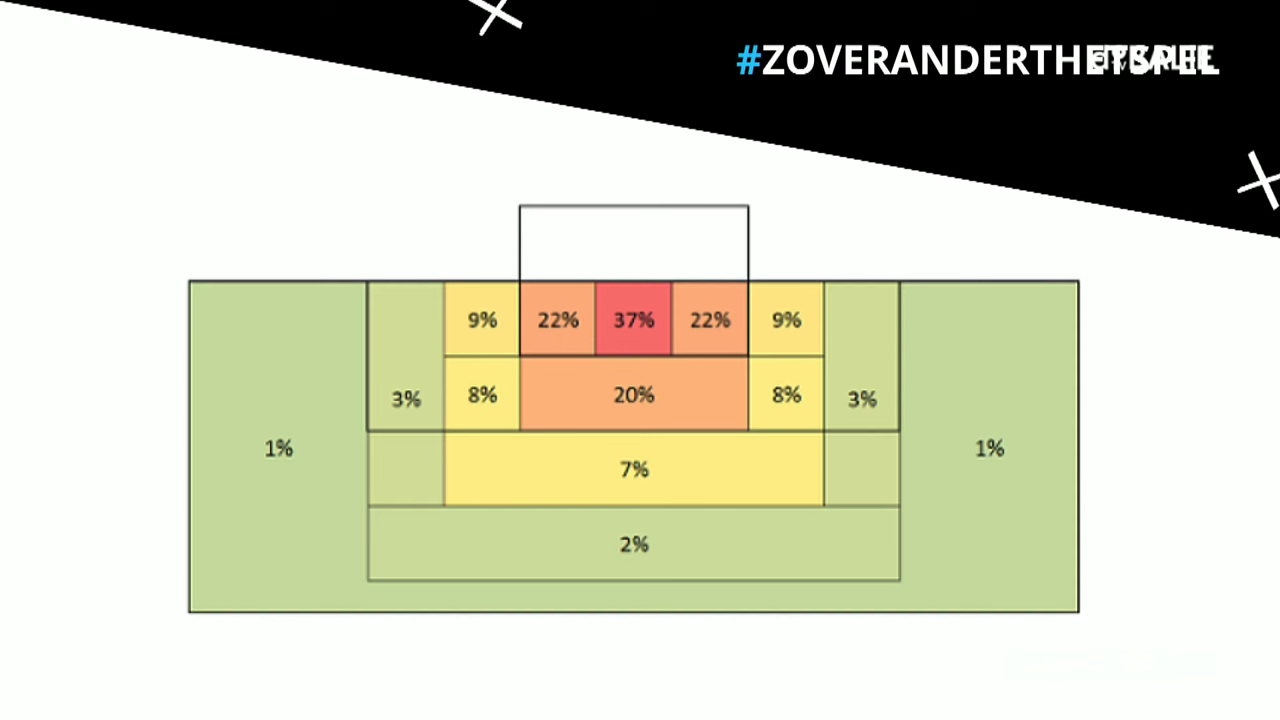 #ZOVERANDERTHETSPEL
9% 22% 37% 22% 9%
8% 20% 8%
3% 3%
1% 1%
7%
2%